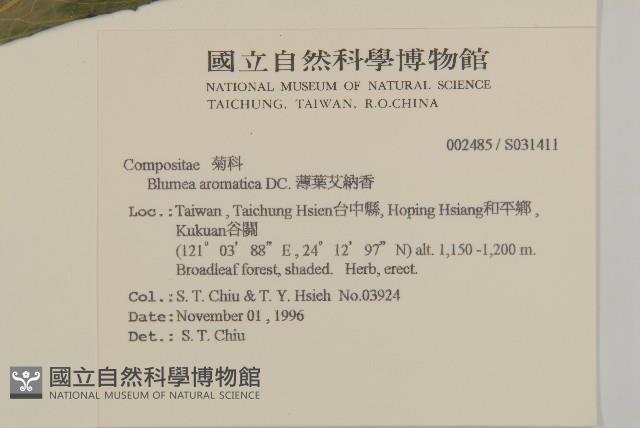 國立自然科學博物館
NATIONAL MUSEUM OF NATURAL SCIENCE
TAICHUNG, TAIWAN, R.O.CHINA
002485 / S031411
Compositae 菊科
Blumea aromatica DC. 薄葉艾納香
Loc.: Taiwan , Taichung Hsien台中縣, Hoping Hsiang和平鄉 ,
Kukuan谷關
(121° 03’ 88” E , 24° 12’ 97” N) alt. 1,150 -1,200 m.
Broadleaf forest, shaded. Herb, erect.
Col.: S. T. Chiu & T. Y. Hsieh No.03924
Date: November 01 , 1996
Det.: S. T. Chiu
國立自然科學博物館
NATIONAL MUSEUM OF NATURAL SCIENCE